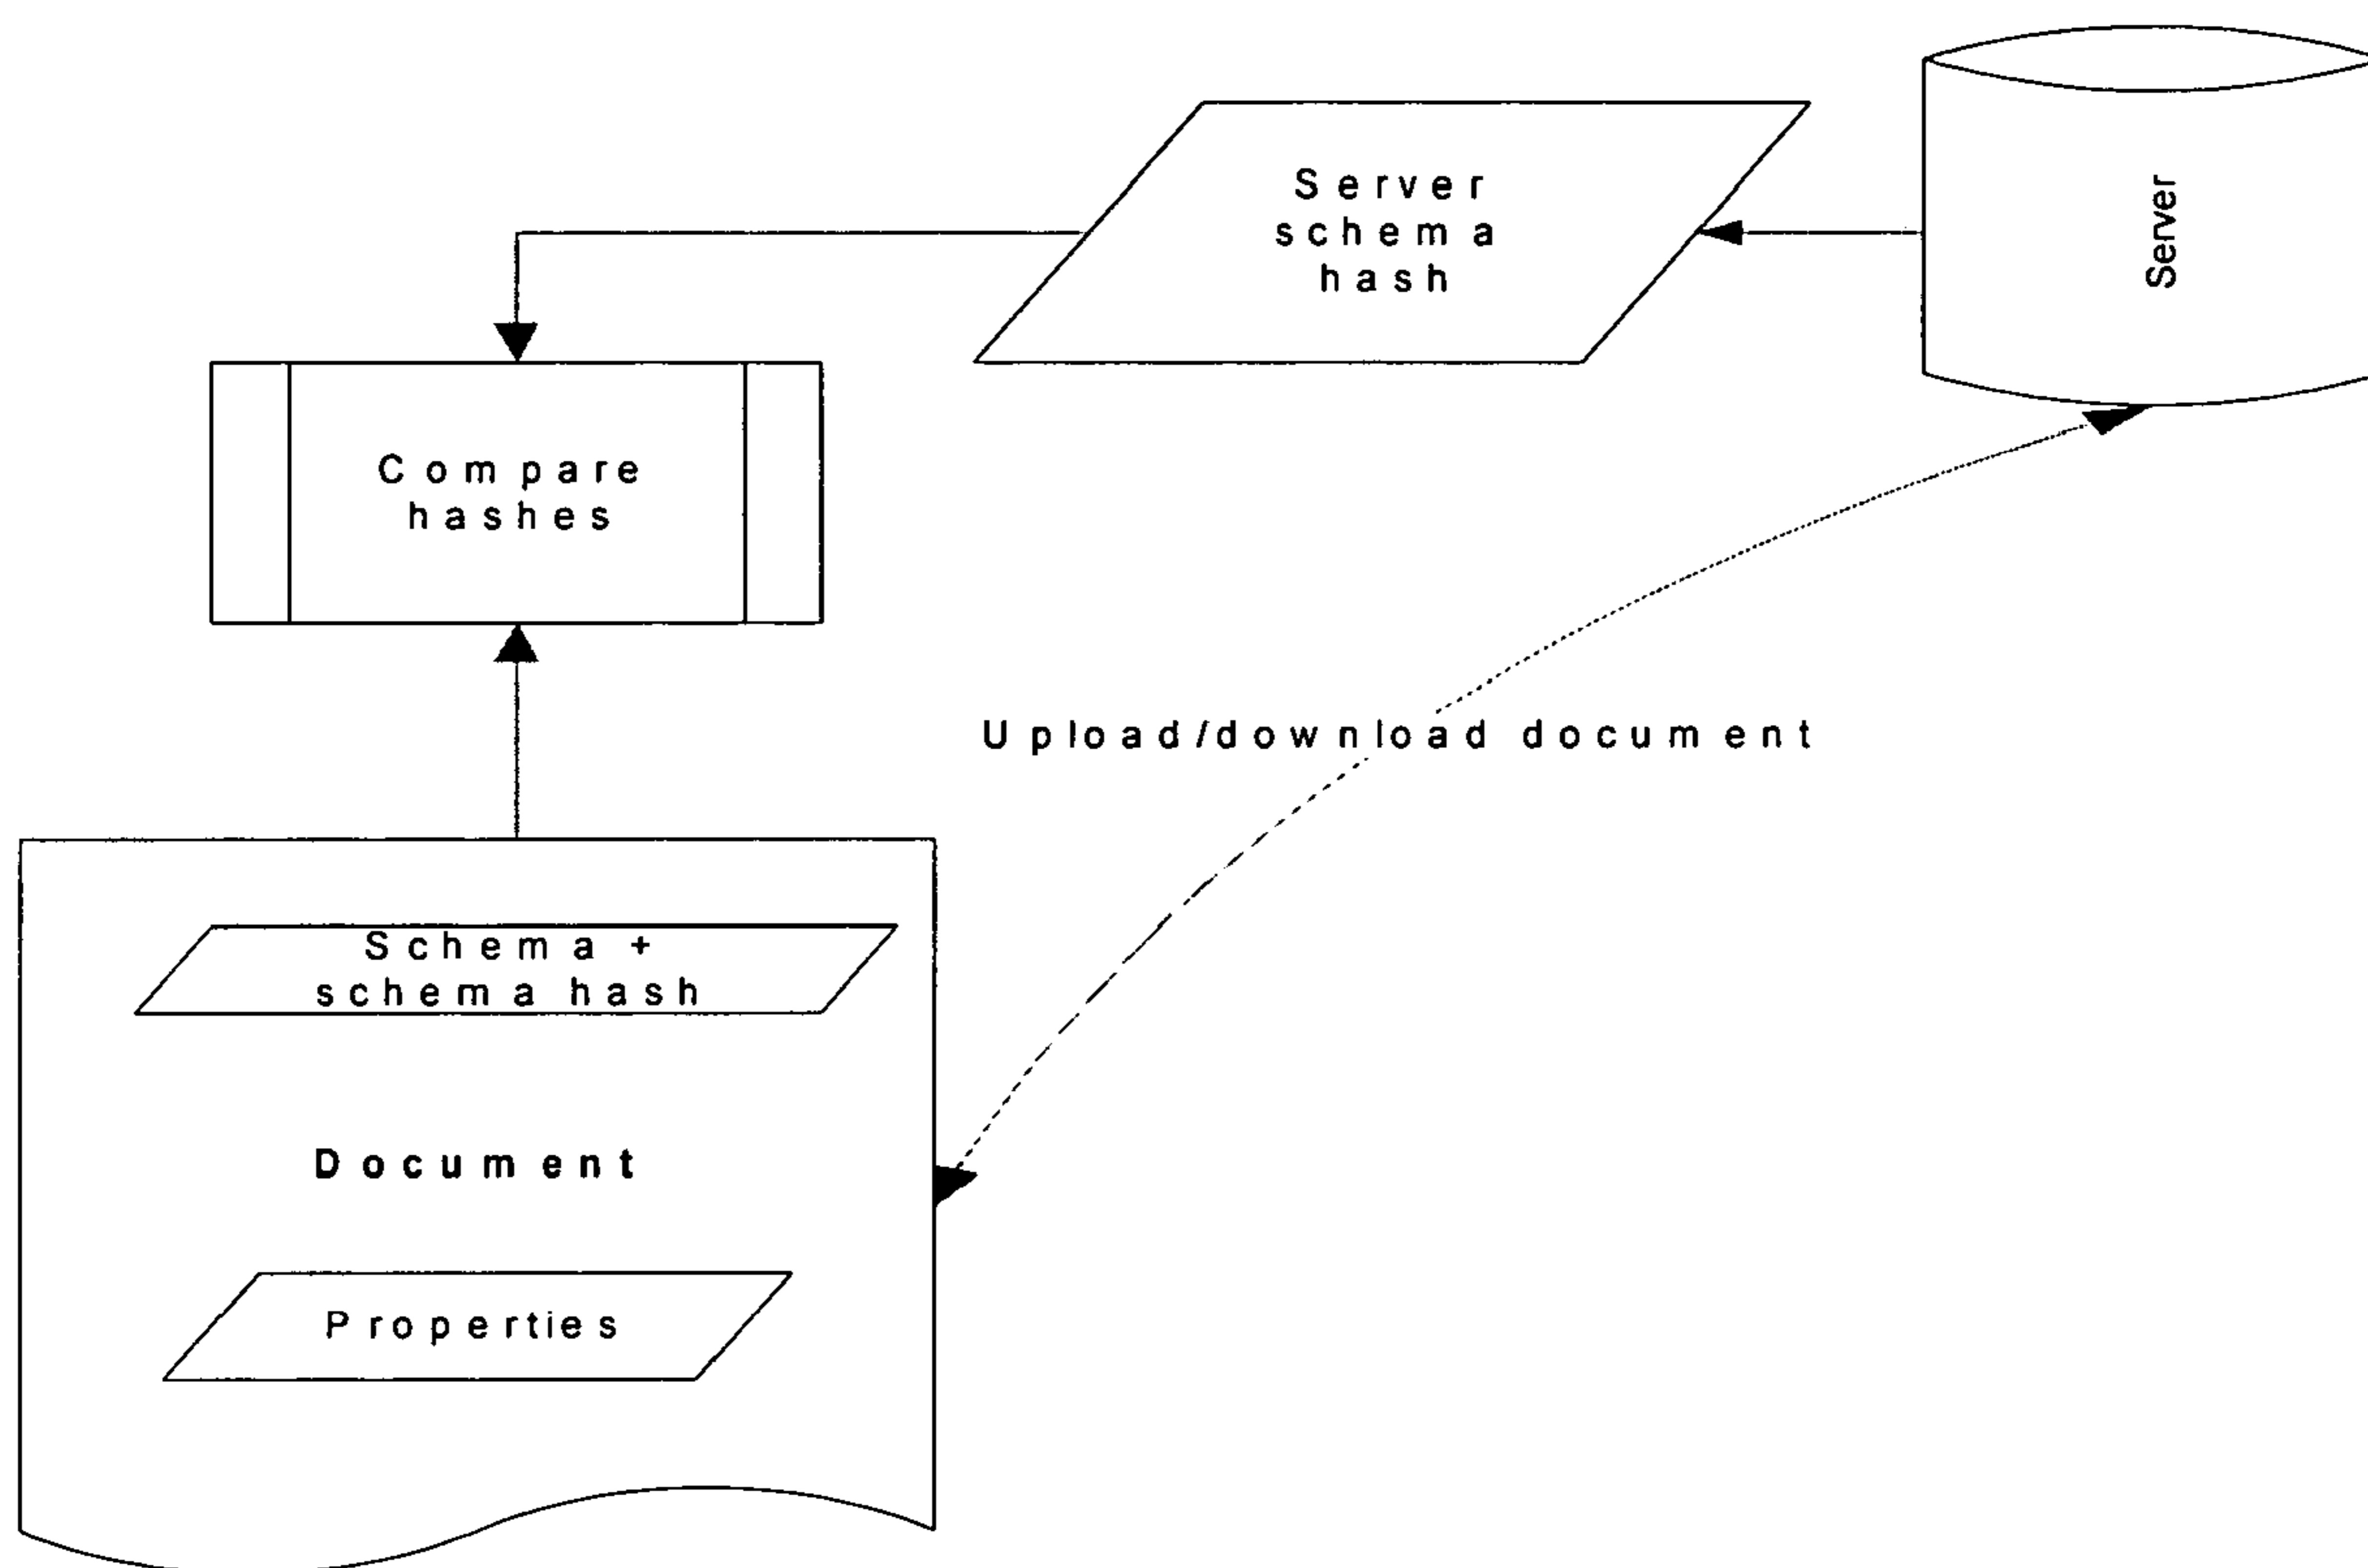 Server
schema
hash
Server
Compare
hashes
Upload/download document
Schema +
schema hash
Document
Properties